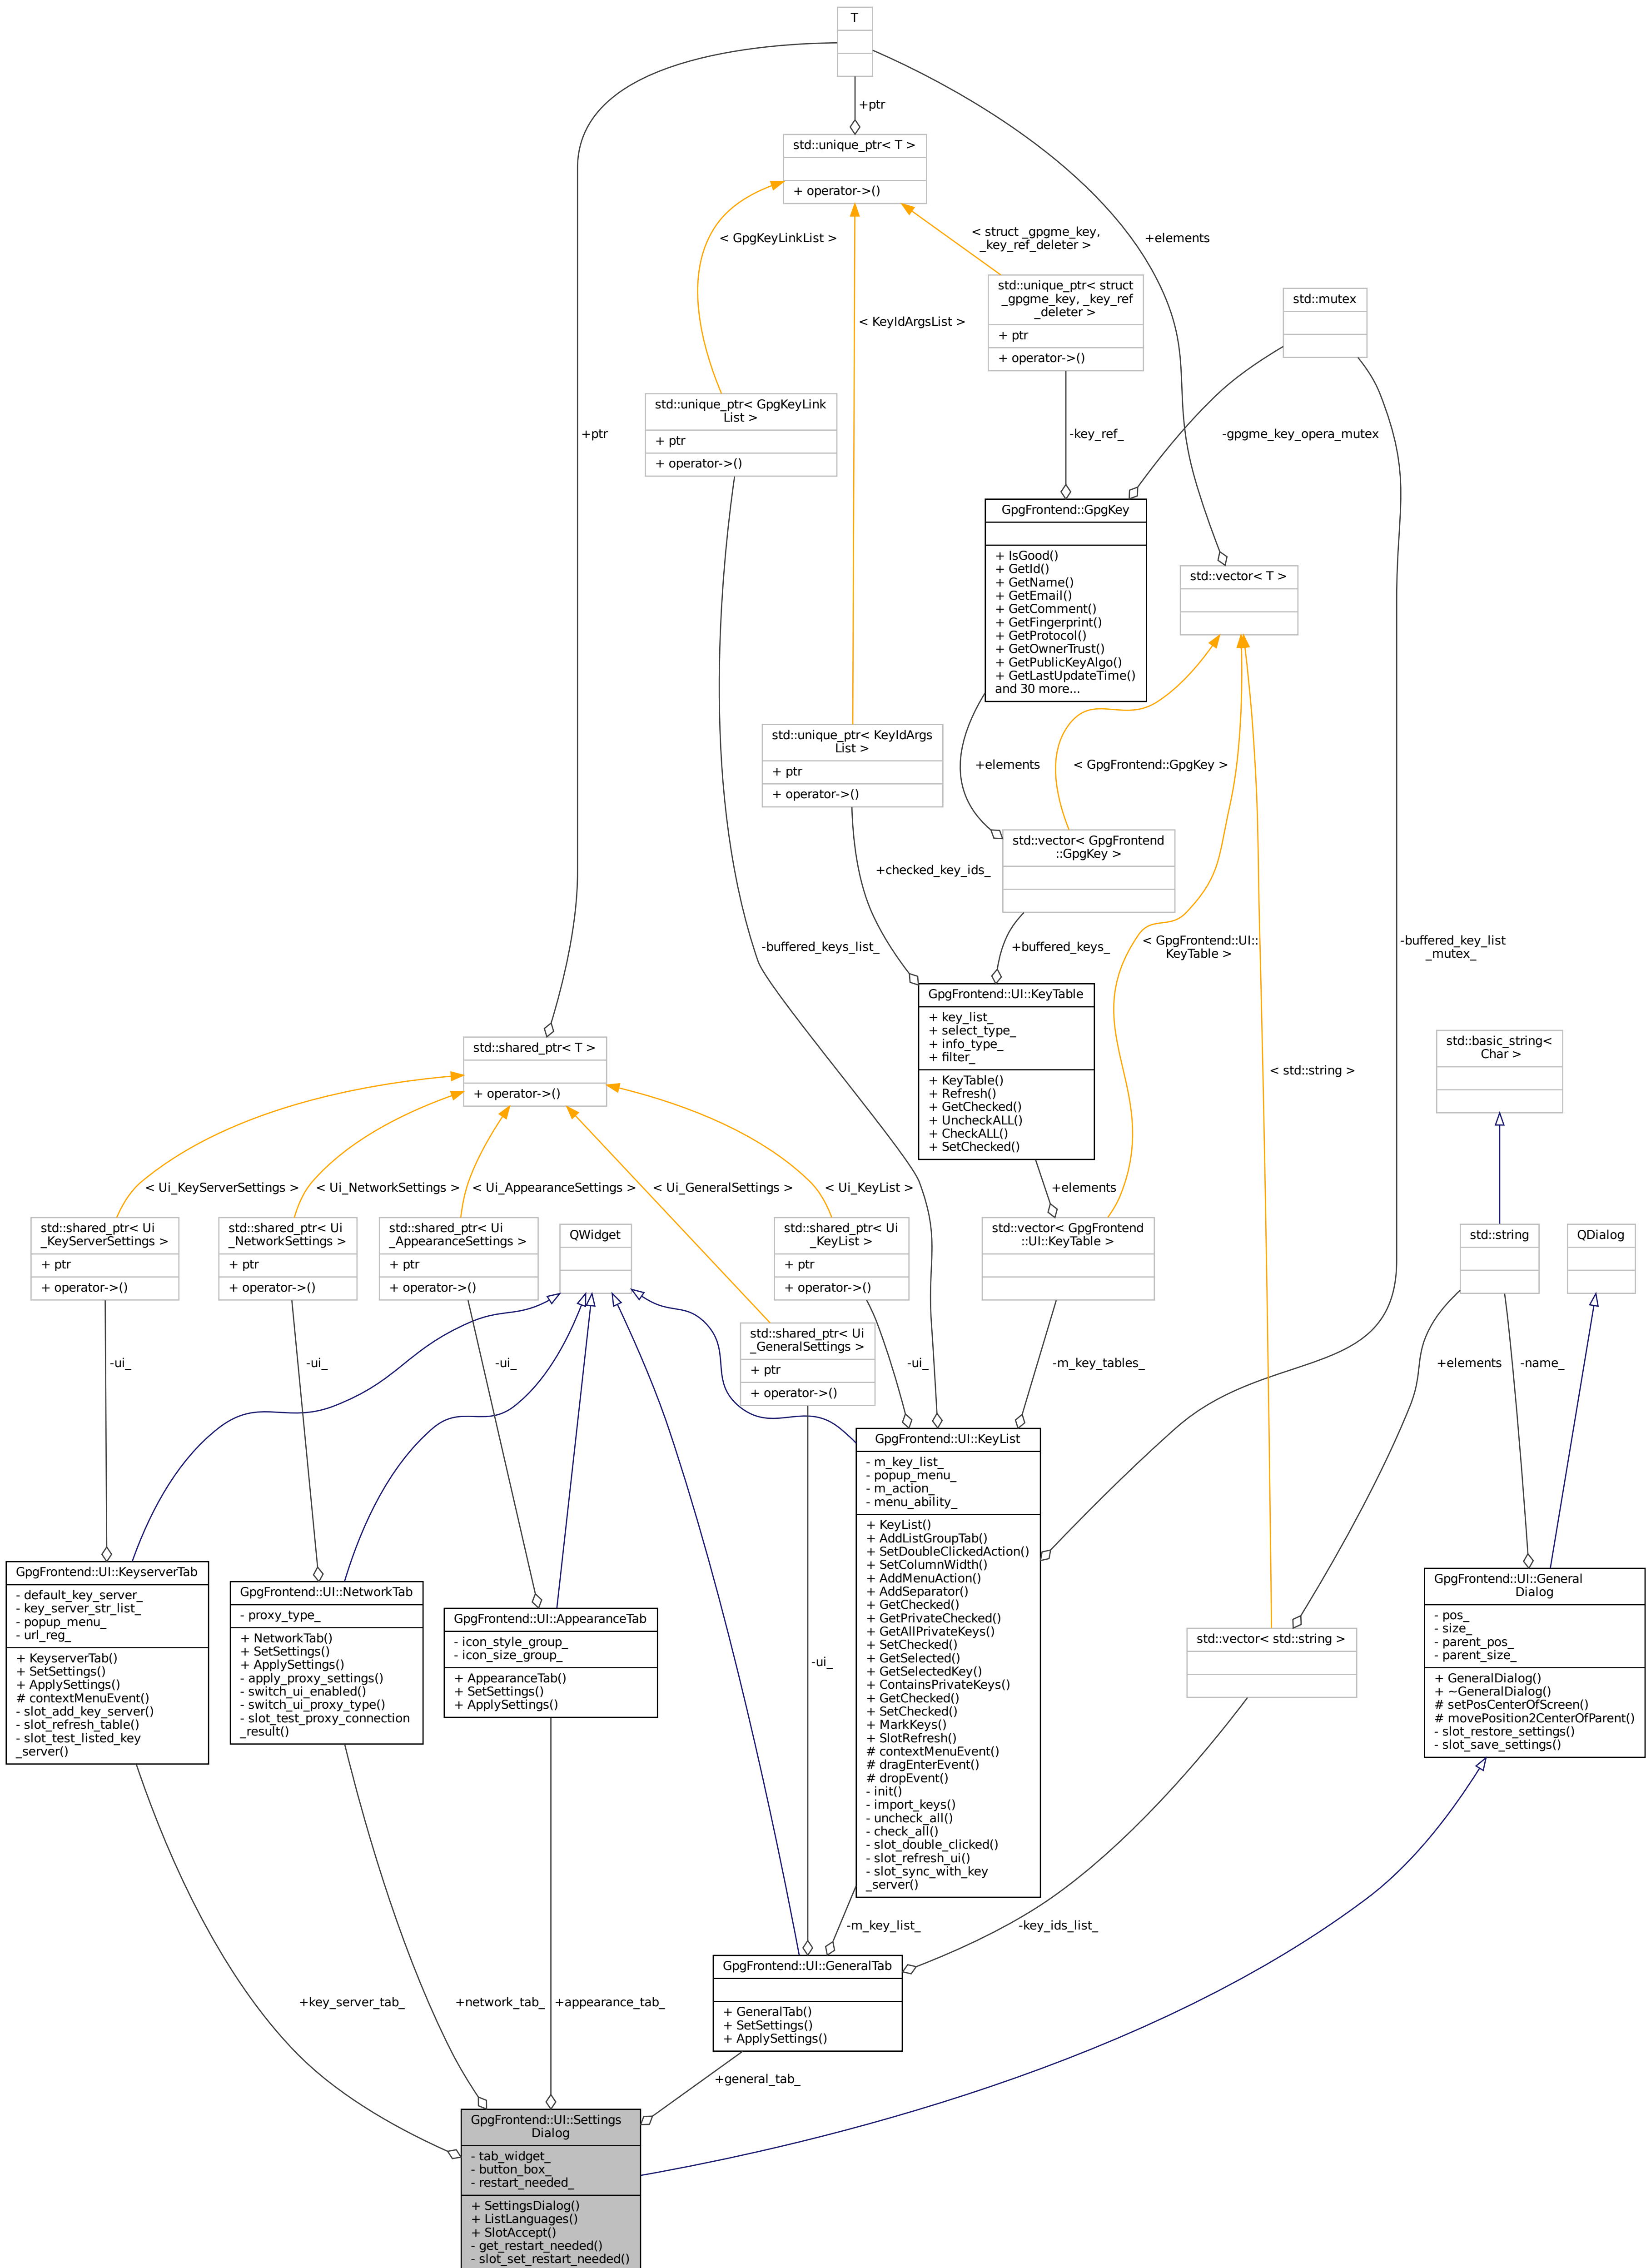 T
+ptr
std::unique_ptr< T >
+ operator->()
< GpgKeyLinkList >
< struct _gpgme_key,
_key_ref_deleter >
+elements
std::unique_ptr< struct
_gpgme_key, _key_ref
_deleter >
+ ptr
+ operator->()
std::mutex
< KeyIdArgsList >
std::unique_ptr< GpgKeyLink
List >
+ ptr
+ operator->()
+ptr
-key_ref_
-gpgme_key_opera_mutex
GpgFrontend::GpgKey
+ IsGood()
+ GetId()
+ GetName()
+ GetEmail()
+ GetComment()
+ GetFingerprint()
+ GetProtocol()
+ GetOwnerTrust()
+ GetPublicKeyAlgo()
+ GetLastUpdateTime()
and 30 more...
std::vector< T >
std::unique_ptr< KeyIdArgs
List >
+ ptr
+ operator->()
+elements
< GpgFrontend::GpgKey >
std::vector< GpgFrontend
::GpgKey >
+checked_key_ids_
-buffered_keys_list_
+buffered_keys_
< GpgFrontend::UI::
KeyTable >
-buffered_key_list
_mutex_
GpgFrontend::UI::KeyTable
+ key_list_
+ select_type_
+ info_type_
+ filter_
+ KeyTable()
+ Refresh()
+ GetChecked()
+ UncheckALL()
+ CheckALL()
+ SetChecked()
std::shared_ptr< T >
+ operator->()
std::basic_string<
Char >
< std::string >
< Ui_KeyServerSettings >
< Ui_NetworkSettings >
< Ui_AppearanceSettings >
< Ui_GeneralSettings >
< Ui_KeyList >
+elements
std::shared_ptr< Ui
_KeyServerSettings >
+ ptr
+ operator->()
std::shared_ptr< Ui
_NetworkSettings >
+ ptr
+ operator->()
std::shared_ptr< Ui
_AppearanceSettings >
+ ptr
+ operator->()
QWidget
std::shared_ptr< Ui
_KeyList >
+ ptr
+ operator->()
std::vector< GpgFrontend
::UI::KeyTable >
std::string
QDialog
std::shared_ptr< Ui
_GeneralSettings >
+ ptr
+ operator->()
-ui_
-ui_
-ui_
-ui_
-m_key_tables_
+elements
-name_
GpgFrontend::UI::KeyList
- m_key_list_
- popup_menu_
- m_action_
- menu_ability_
+ KeyList()
+ AddListGroupTab()
+ SetDoubleClickedAction()
+ SetColumnWidth()
+ AddMenuAction()
+ AddSeparator()
+ GetChecked()
+ GetPrivateChecked()
+ GetAllPrivateKeys()
+ SetChecked()
+ GetSelected()
+ GetSelectedKey()
+ ContainsPrivateKeys()
+ GetChecked()
+ SetChecked()
+ MarkKeys()
+ SlotRefresh()
# contextMenuEvent()
# dragEnterEvent()
# dropEvent()
- init()
- import_keys()
- uncheck_all()
- check_all()
- slot_double_clicked()
- slot_refresh_ui()
- slot_sync_with_key
_server()
GpgFrontend::UI::KeyserverTab
- default_key_server_
- key_server_str_list_
- popup_menu_
- url_reg_
+ KeyserverTab()
+ SetSettings()
+ ApplySettings()
# contextMenuEvent()
- slot_add_key_server()
- slot_refresh_table()
- slot_test_listed_key
_server()
GpgFrontend::UI::NetworkTab
- proxy_type_
+ NetworkTab()
+ SetSettings()
+ ApplySettings()
- apply_proxy_settings()
- switch_ui_enabled()
- switch_ui_proxy_type()
- slot_test_proxy_connection
_result()
GpgFrontend::UI::AppearanceTab
- icon_style_group_
- icon_size_group_
+ AppearanceTab()
+ SetSettings()
+ ApplySettings()
-ui_
std::vector< std::string >
GpgFrontend::UI::General
Dialog
- pos_
- size_
- parent_pos_
- parent_size_
+ GeneralDialog()
+ ~GeneralDialog()
# setPosCenterOfScreen()
# movePosition2CenterOfParent()
- slot_restore_settings()
- slot_save_settings()
-m_key_list_
-key_ids_list_
GpgFrontend::UI::GeneralTab
+ GeneralTab()
+ SetSettings()
+ ApplySettings()
+key_server_tab_
+network_tab_
+appearance_tab_
+general_tab_
GpgFrontend::UI::Settings
Dialog
- tab_widget_
- button_box_
- restart_needed_
+ SettingsDialog()
+ ListLanguages()
+ SlotAccept()
- get_restart_needed()
- slot_set_restart_needed()